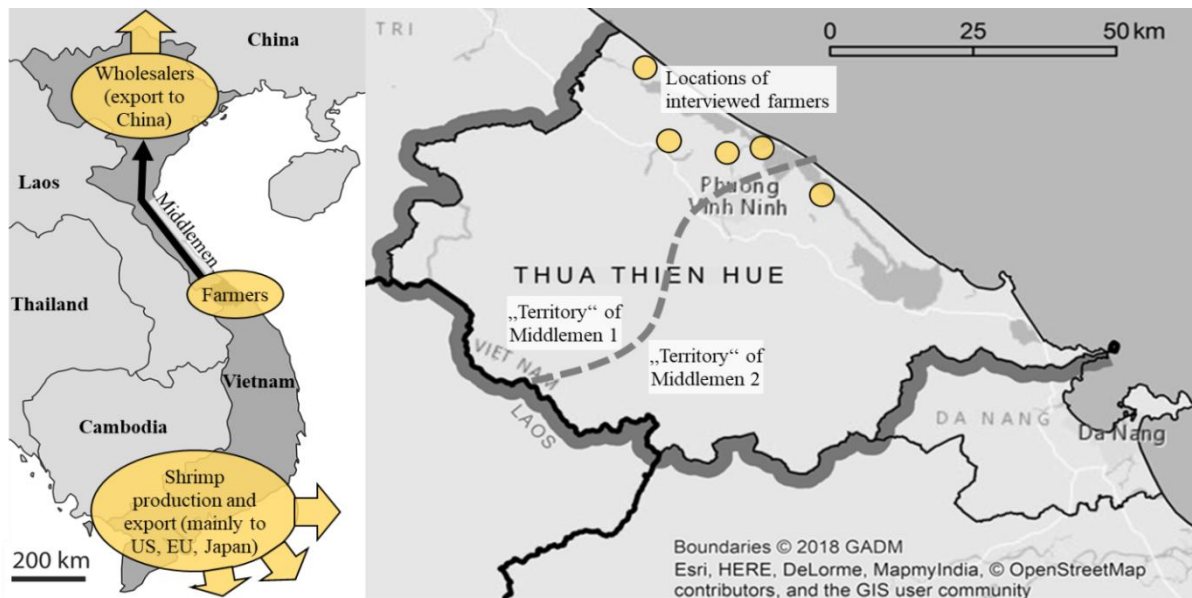 China
Wholesalers
(export to
China)
Laos
Middlemen
Thailand
Farmers
Vietnam
Cambodia
Shrimp
production and
export (mainly to
US, EU, Japan)
200 km
TRI
0 25 50 km
Locations of
interviewed farmers
Phuong
Vinh Ninh
THUA THIEN HUE
„Territory“ of
Middlemen 1
„Territory“ of
Middlemen 2
VIET NAM
LAOS
DA NANG
Da Nang
Boundaries © 2018 GADM
Esri, HERE, DeLorme, MapmyIndia, © OpenStreetMap
contributors, and the GIS user community